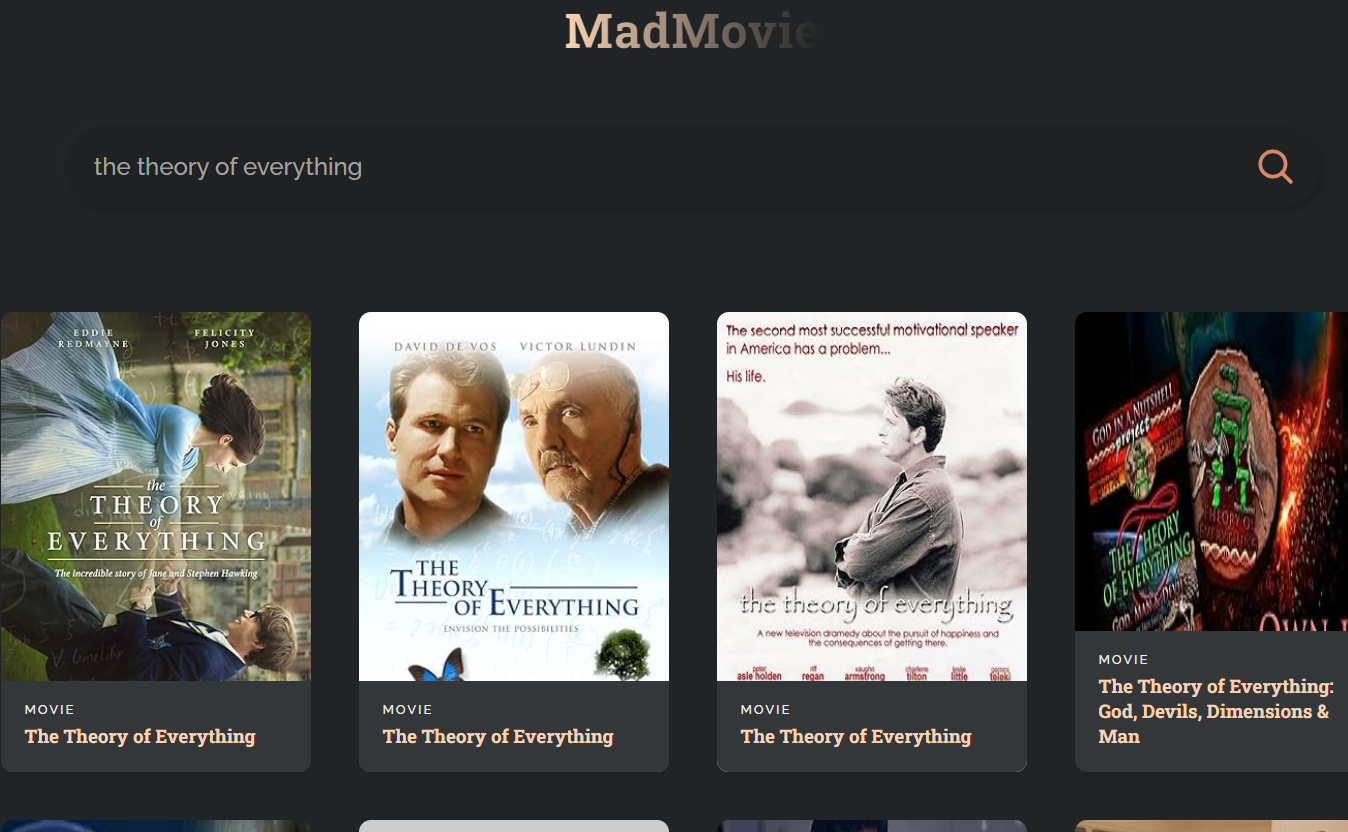 MadMovie
the theory of everything
EDDIE REDMAYNE
FELICITY JONES
the
THEORY
of
EVERYTHING
The incredible story of Jane and Stephen Hawking
MOVIE
The Theory of Everything
DAVID DE VOS VICTOR LUNDIN
THE
THEORY
OF EVERYTHING
ENVISION THE POSSIBILITIES
MOVIE
The Theory of Everything
The second most successful motivational speaker
in America has a problem...
His life.
the theory of everything
A new television dramedy about the pursuit of happiness and
the consequences of getting there.
peter riff vaughn charlene leslie gemini
asle holden regan armstrong tilton little teleki
MOVIE
The Theory of Everything
GOD IN A NUTSHELL
project
THE THEORY
OF EVERYTHING
GOD,
MOVIE
The Theory of Everything:
God, Devils, Dimensions &
Man